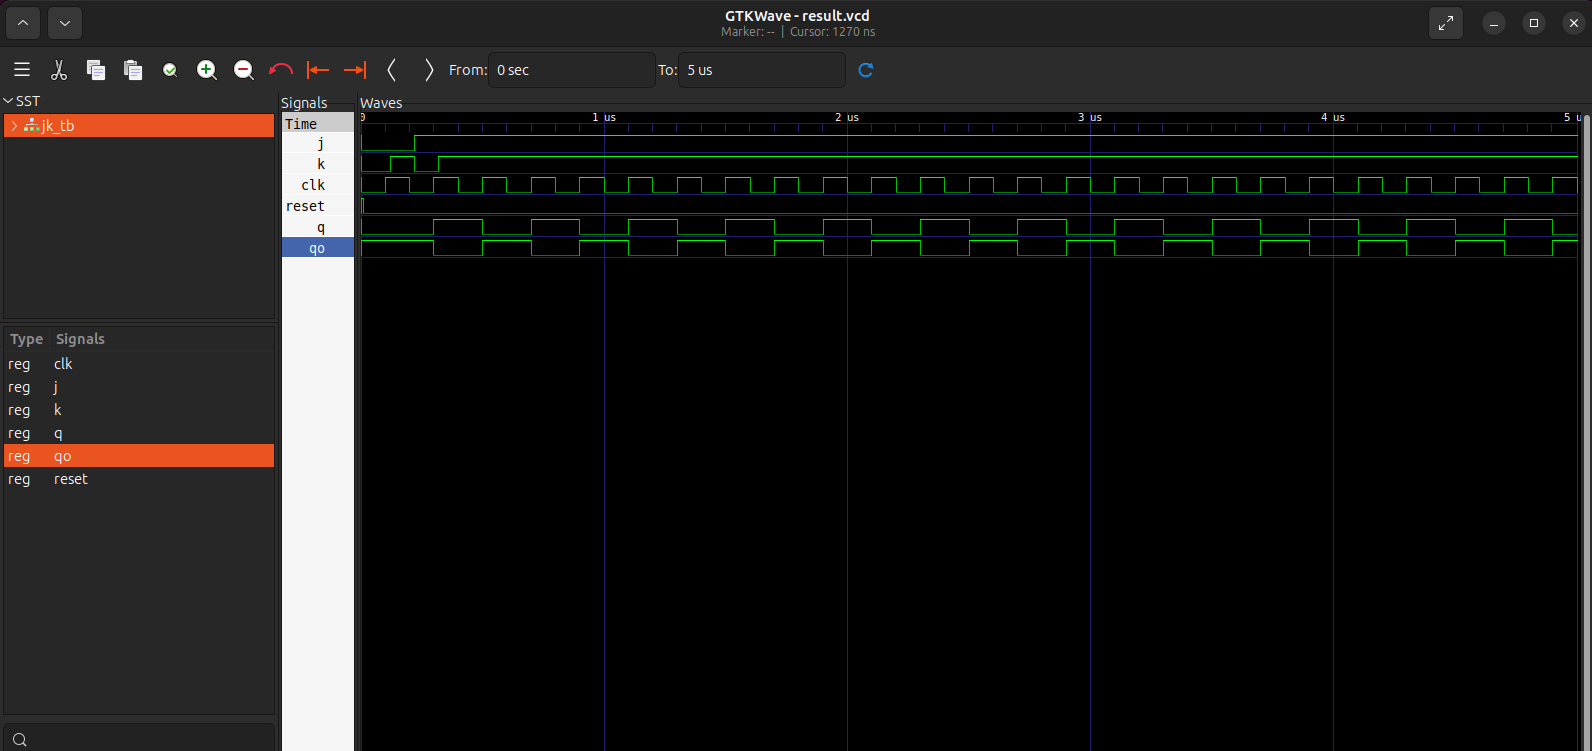 GTKWave - result.vcd
Marker: -- | Cursor: 1270 ns
From: 0 sec To: 5 us
SST
jk_tb
Type Signals
reg clk
reg j
reg k
reg q
reg qo
reg reset
Signals
Time
j
k
clk
reset
q
qo
Waves
0 1 us 2 us 3 us 4 us 5 u